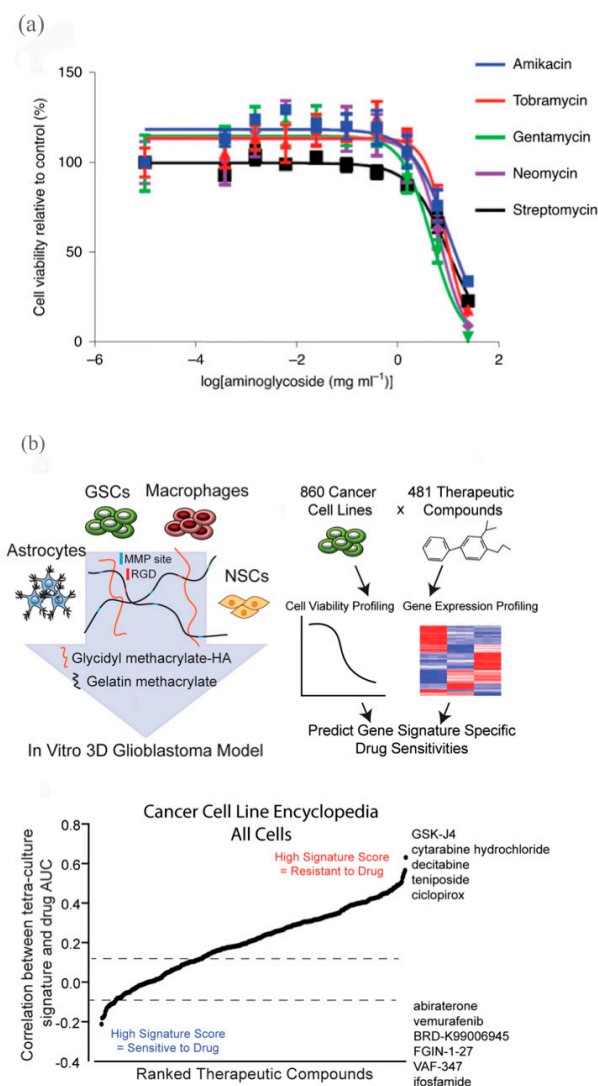 (a)
150
100
50
0
−6
−4
−2
0
2
Cell viability relative to control (%)
log[aminoglycoside (mg ml⁻¹)]
Amikacin
Tobramycin
Gentamycin
Neomycin
Streptomycin
(b)
GSCs
Macrophages
Astrocytes
MMP site
RGD
NSCs
Glycidyl methacrylate-HA
Gelatin methacrylate
In Vitro 3D Glioblastoma Model
860 Cancer
Cell Lines
x
481 Therapeutic
Compounds
Cell Viability Profiling
Gene Expression Profiling
Predict Gene Signature Specific
Drug Sensitivities
Cancer Cell Line Encyclopedia
All Cells
Correlation between tetra-culture
signature and drug AUC
0.8
0.6
0.4
0.2
0.0
-0.2
-0.4
High Signature Score
= Resistant to Drug
High Signature Score
= Sensitive to Drug
Ranked Therapeutic Compounds
GSK-J4
cytarabine hydrochloride
decitabine
teniposide
ciclopirox
abiraterone
vemurafenib
BRD-K99006945
FGIN-1-27
VAF-347
ifosfamide